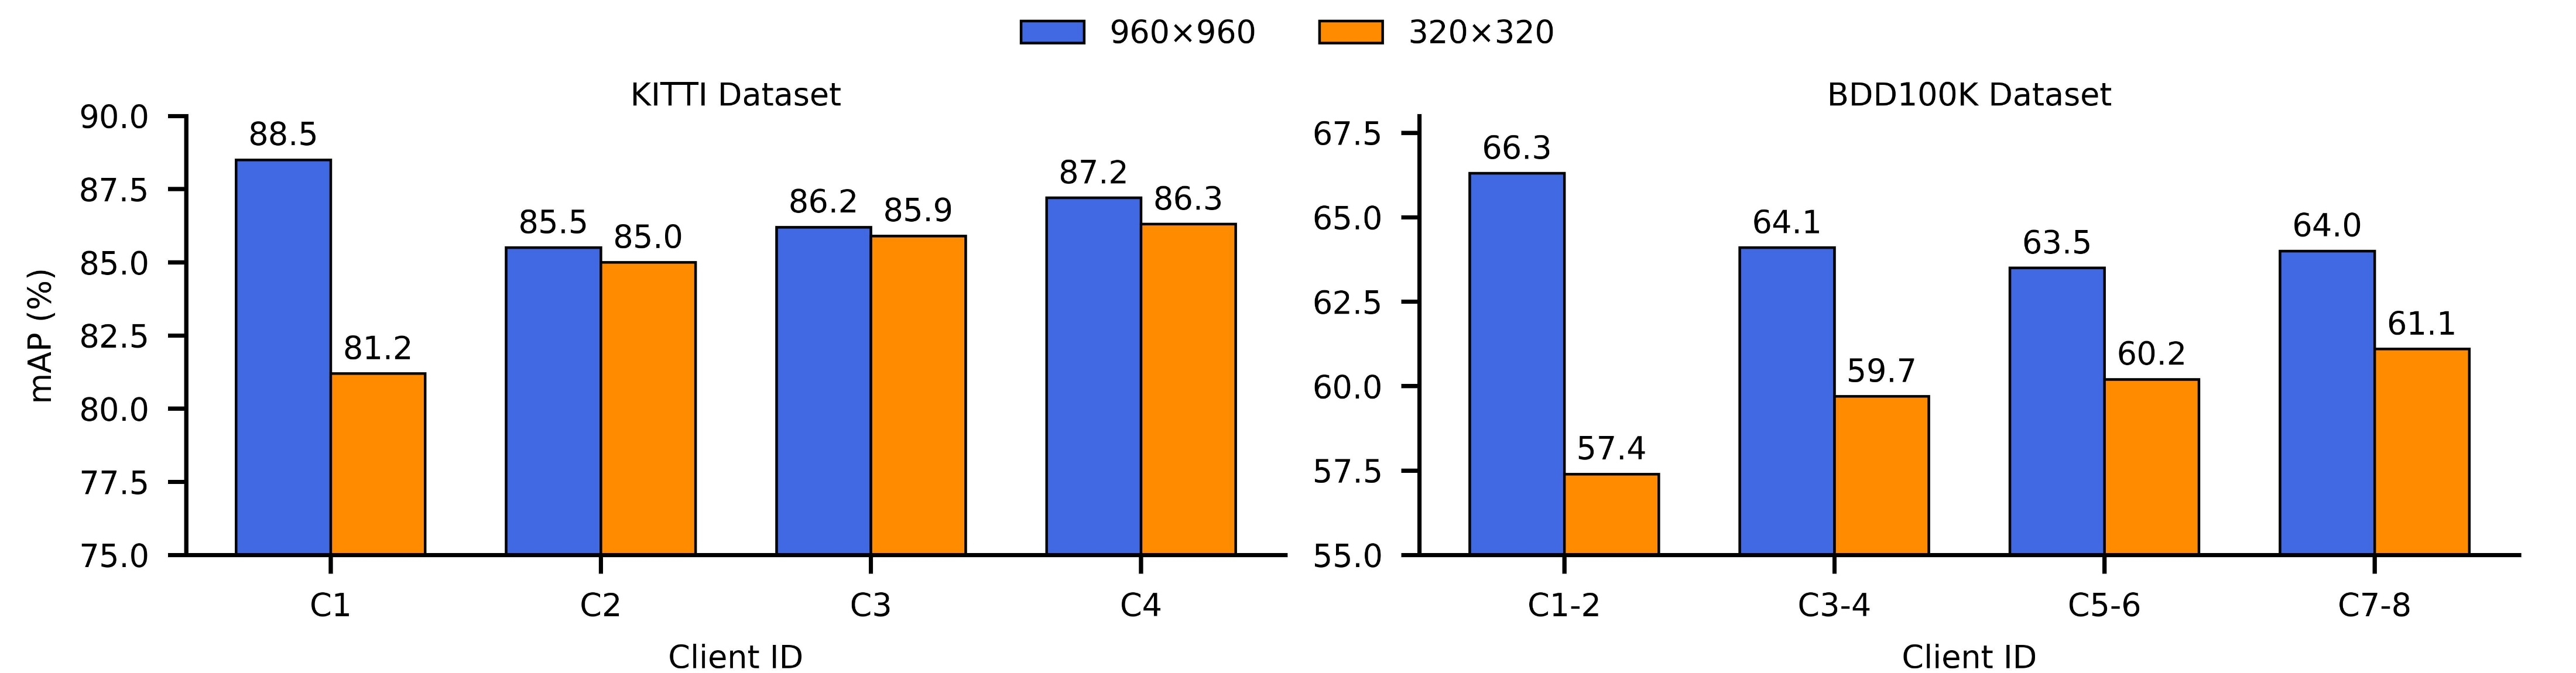 960×960 320×320
KITTI Dataset
90.0
87.5
85.0
82.5
80.0
77.5
75.0
mAP (%)
88.5 81.2 85.5 85.0 86.2 85.9 87.2 86.3
C1 C2 C3 C4
Client ID
BDD100K Dataset
67.5
65.0
62.5
60.0
57.5
55.0
66.3 57.4 64.1 59.7 63.5 60.2 64.0 61.1
C1-2 C3-4 C5-6 C7-8
Client ID